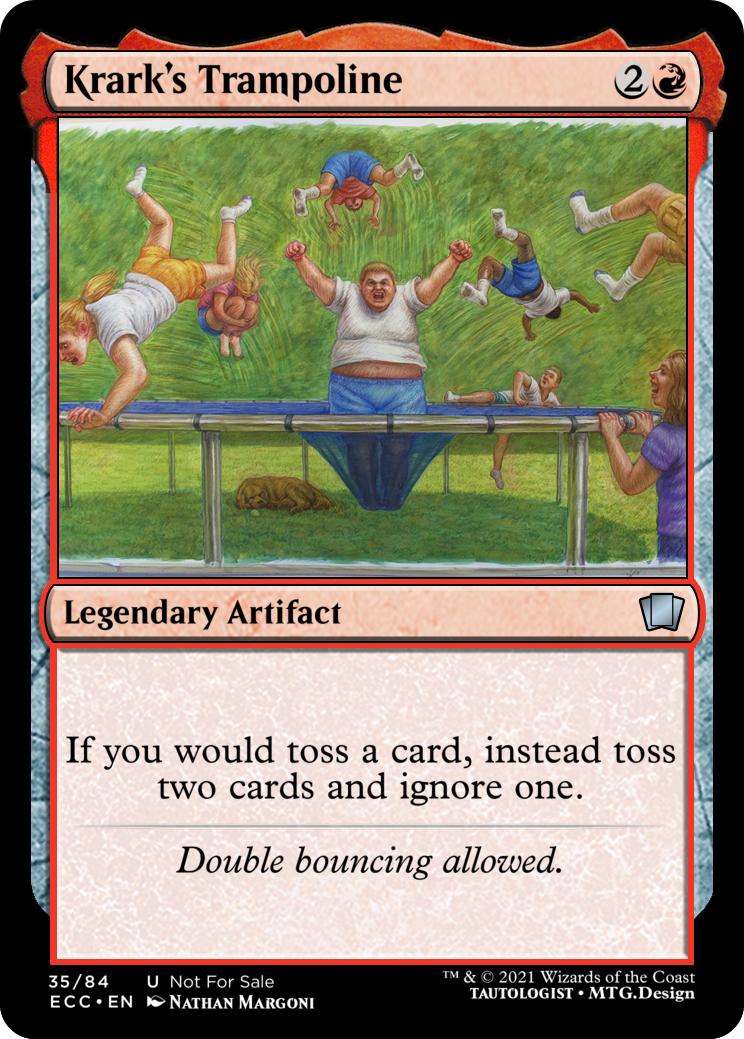 Krark's Trampoline 2
Legendary Artifact
If you would toss a card, instead toss
two cards and ignore one.
Double bouncing allowed.
35/84 U Not For Sale
ECC • EN NATHAN MARGONI
™ & © 2021 Wizards of the Coast
TAUTOLOGIST • MTG.Design